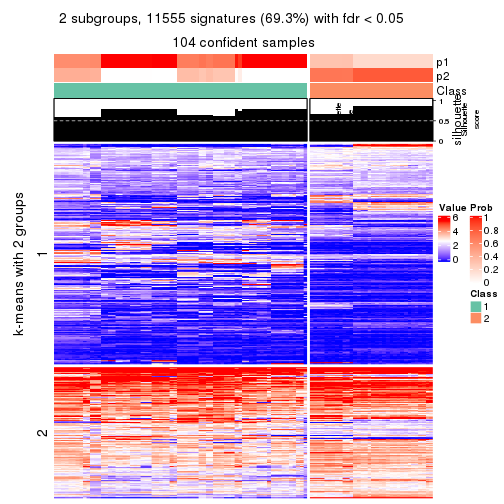 2 subgroups, 11555 signatures (69.3%) with fdr < 0.05
104 confident samples
p1
p2
Class
1
0.5
0
silhouette
Silhouette
score
k-means with 2 groups
1
2
Value
6
4
2
0
Prob
1
0.8
0.6
0.4
0.2
0
Class
1
2